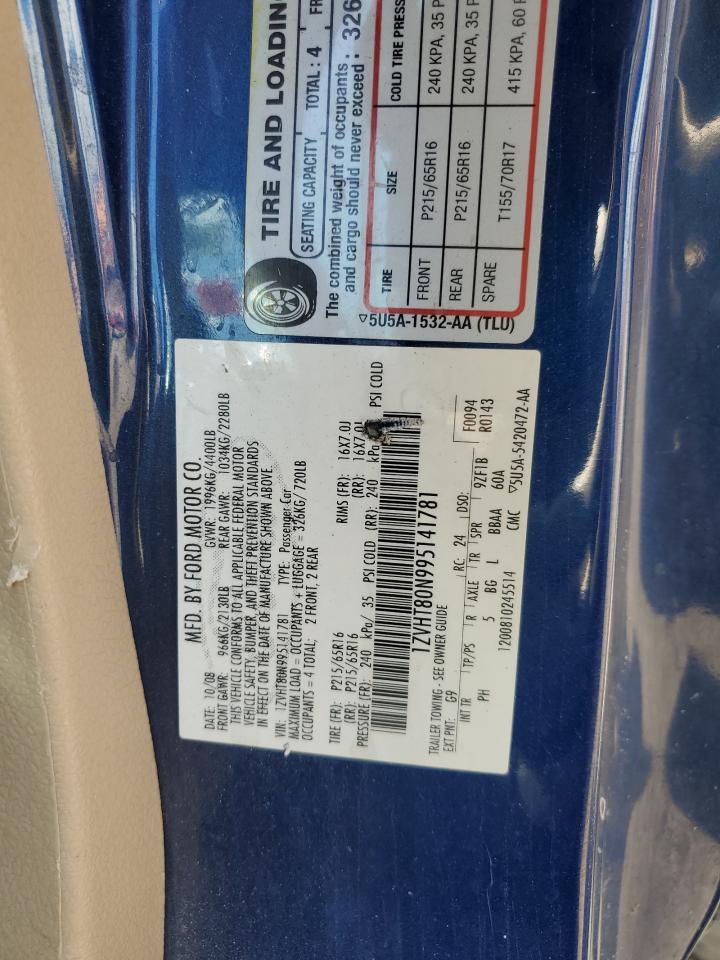 MFD. BY FORD MOTOR CO.
DATE: 10/08 GVWR: 1996KG/4400LB
FRONT GAWR: 966KG/2130LB REAR GAWR: 1034KG/2280LB
THIS VEHICLE CONFORMS TO ALL APPLICABLE FEDERAL MOTOR
VEHICLE SAFETY, BUMPER, AND THEFT PREVENTION STANDARDS
IN EFFECT ON THE DATE OF MANUFACTURE SHOWN ABOVE.
VIN: 1ZVHT80N995141781 TYPE: Passenger Car
MAXIMUM LOAD = OCCUPANTS + LUGGAGE = 326KG/ 720LB
OCCUPANTS = 4 TOTAL; 2 FRONT, 2 REAR
TIRE (FR): P215/65R16 RIMS (FR): 16X7.0J
(RR): P215/65R16 (RR): 16X7.0J
PRESSURE (FR): 240 kPa/ 35 PSI COLD (RR): 240 kPa PSI COLD
1ZVHT80N995141781
TRAILER TOWING - SEE OWNER GUIDE
EXT PNT: G9 RC: 24 DSO: F0094
R0143
INT TR TP/PS R AXLE TR SPR 9ZF1B
PH 5 BG L BBAA 60A
1200810245514 CMC ▽5U5A-5420472-AA
TIRE AND LOADING
SEATING CAPACITY TOTAL : 4 FR
The combined weight of occupants
and cargo should never exceed : 326
TIRE SIZE COLD TIRE PRESS
FRONT P215/65R16 240 KPA, 35 P
REAR P215/65R16 240 KPA, 35 P
SPARE T155/70R17 415 KPA, 60 P
▽5U5A-1532-AA (TLU)